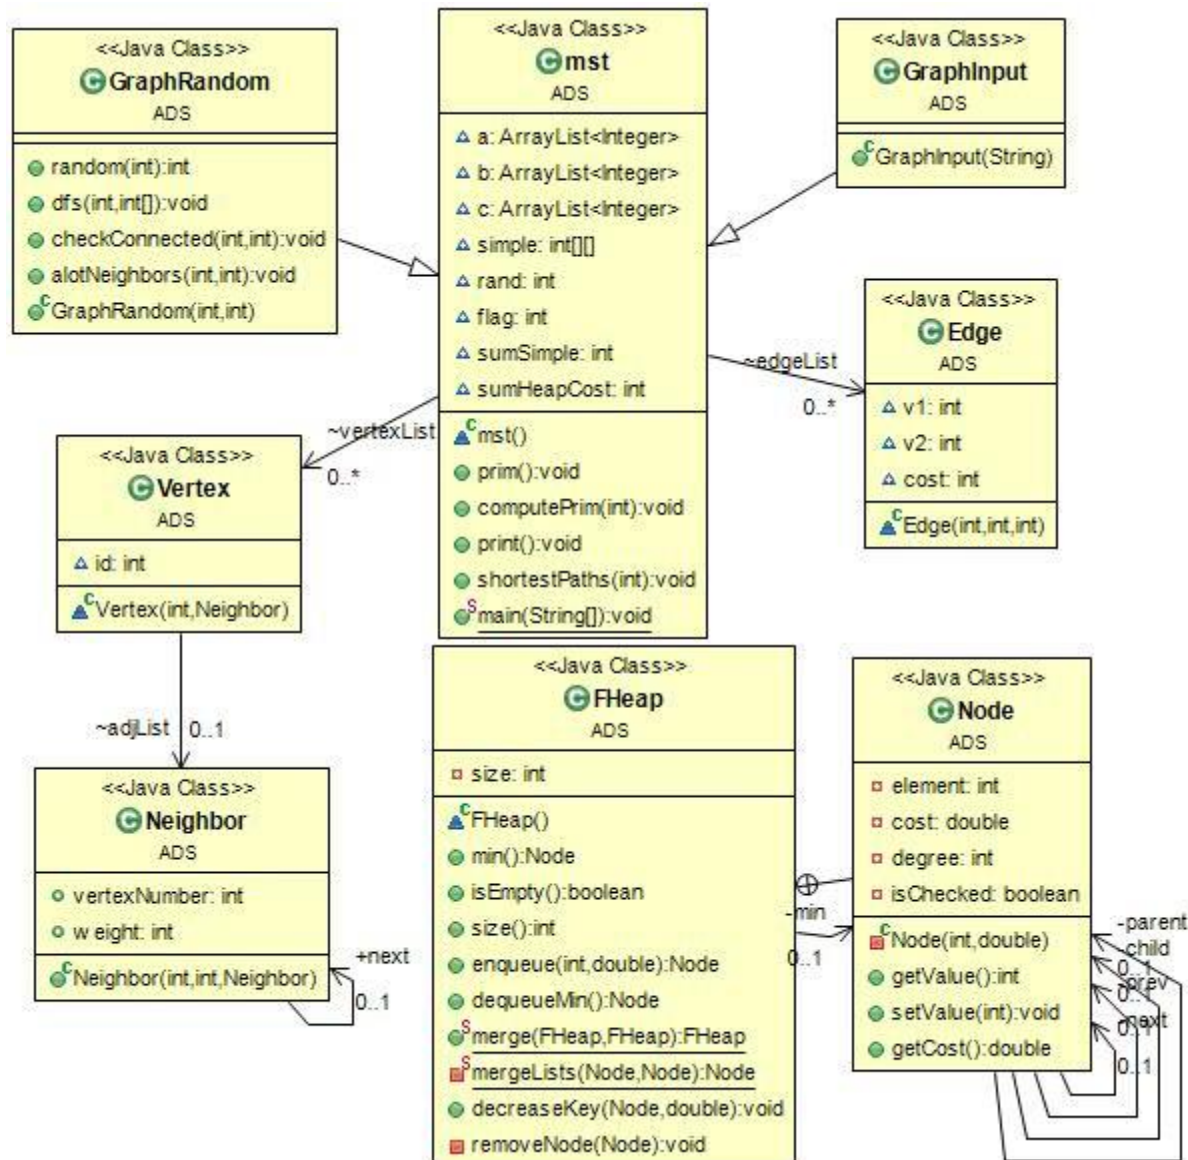 <<Java Class>>
GraphRandom
ADS
random(int):int
dfs(int,int[]):void
checkConnected(int,int):void
alotNeighbors(int,int):void
GraphRandom(int,int)
<<Java Class>>
mst
ADS
a: ArrayList<Integer>
b: ArrayList<Integer>
c: ArrayList<Integer>
simple: int[][]
rand: int
flag: int
sumSimple: int
sumHeapCost: int
mst()
prim():void
computePrim(int):void
print():void
shortestPaths(int):void
main(String[]):void
<<Java Class>>
GraphInput
ADS
GraphInput(String)
~edgeList
0..*
<<Java Class>>
Edge
ADS
v1: int
v2: int
cost: int
Edge(int,int,int)
~vertexList
0..*
<<Java Class>>
Vertex
ADS
id: int
Vertex(int,Neighbor)
~adjList
0..1
<<Java Class>>
Neighbor
ADS
vertexNumber: int
weight: int
Neighbor(int,int,Neighbor)
+next
0..1
<<Java Class>>
FHeap
ADS
size: int
FHeap()
min():Node
isEmpty():boolean
size():int
enqueue(int,double):Node
dequeueMin():Node
merge(FHeap,FHeap):FHeap
mergeLists(Node,Node):Node
decreaseKey(Node,double):void
removeNode(Node):void
-min
0..1
<<Java Class>>
Node
ADS
element: int
cost: double
degree: int
isChecked: boolean
Node(int,double)
getValue():int
setValue(int):void
getCost():double
-parent
-child
0..1
-prev
0..1
-next
0..1
0..1